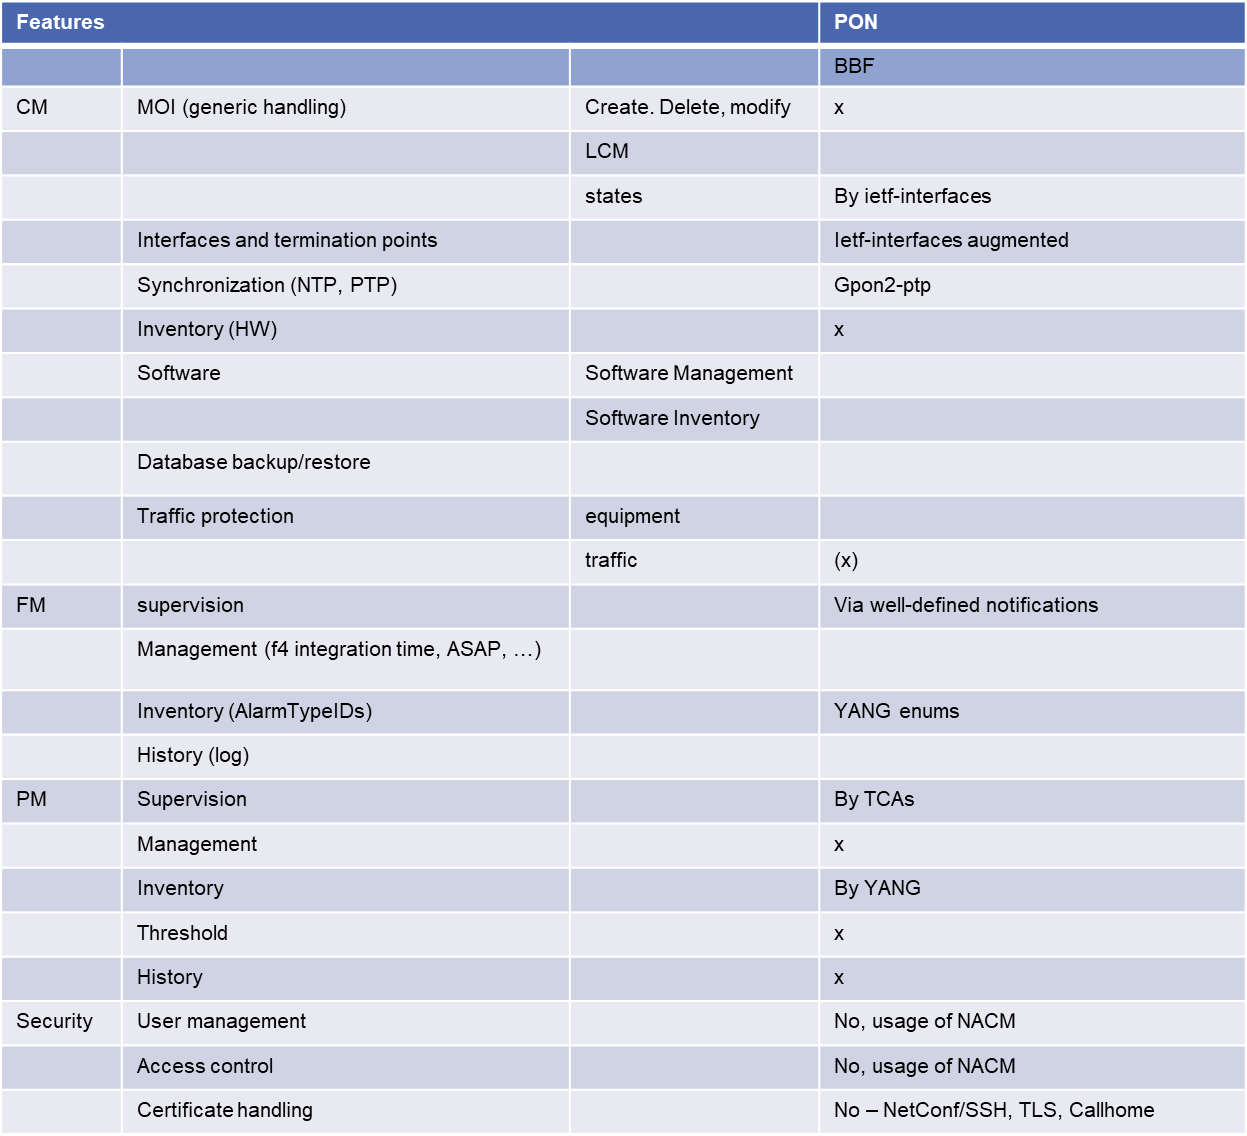 Features PON
BBF
CM MOI (generic handling) Create. Delete, modify x
LCM
states By ietf-interfaces
Interfaces and termination points Ietf-interfaces augmented
Synchronization (NTP, PTP) Gpon2-ptp
Inventory (HW) x
Software Software Management
Software Inventory
Database backup/restore
Traffic protection equipment
traffic (x)
FM supervision Via well-defined notifications
Management (f4 integration time, ASAP, …)
Inventory (AlarmTypeIDs) YANG enums
History (log)
PM Supervision By TCAs
Management x
Inventory By YANG
Threshold x
History x
Security User management No, usage of NACM
Access control No, usage of NACM
Certificate handling No – NetConf/SSH, TLS, Callhome